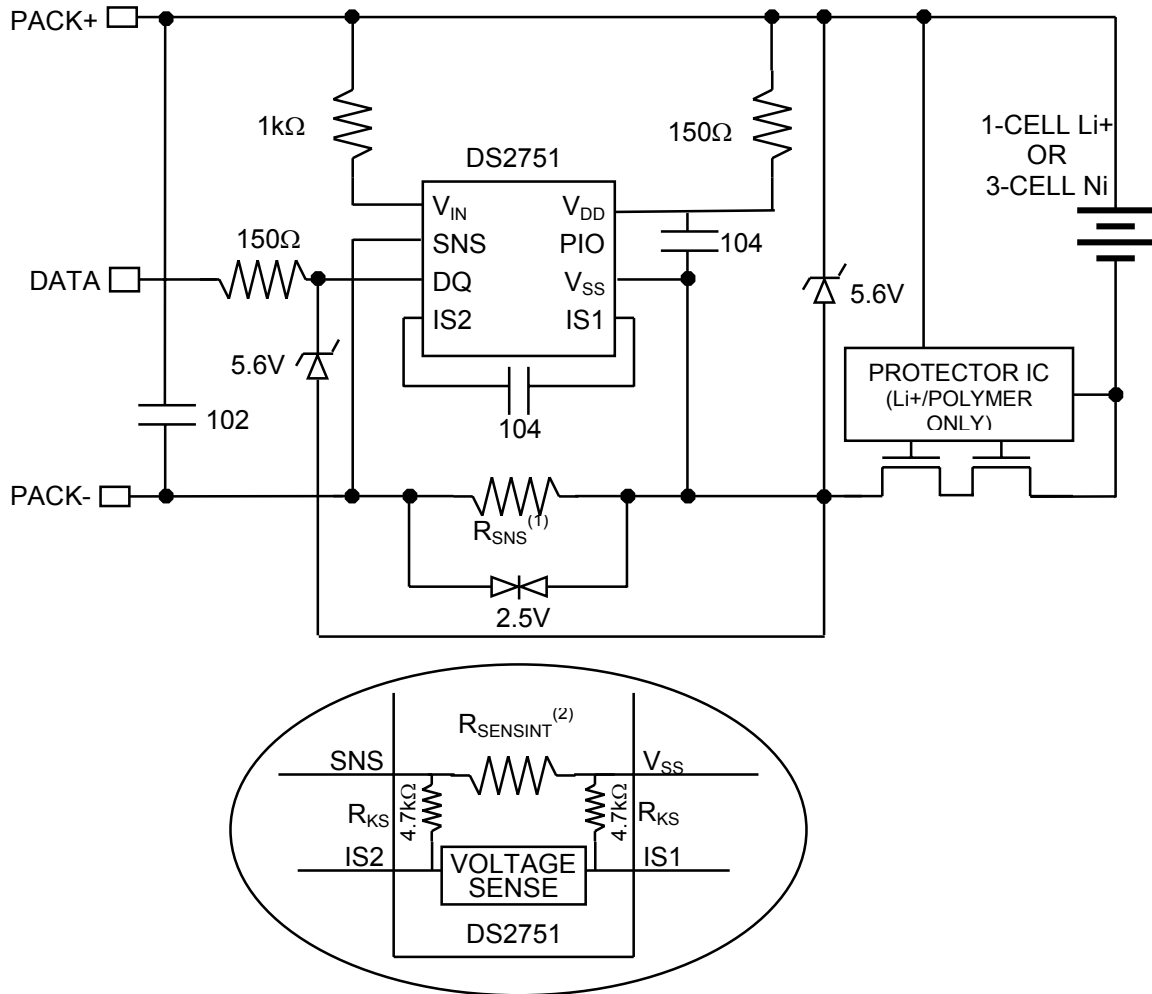 PACK+
1kΩ
150Ω
1-CELL Li+
OR
3-CELL Ni
DS2751
V_IN
V_DD
150Ω
SNS
PIO
104
DATA
DQ
V_SS
5.6V
IS2
IS1
5.6V
PROTECTOR IC
(Li+/POLYMER
ONLY)
102
104
PACK-
R_SNS^(1)
2.5V
R_SENSINT^(2)
SNS
V_SS
R_KS
4.7kΩ
4.7kΩ
R_KS
IS2
VOLTAGE
SENSE
IS1
DS2751